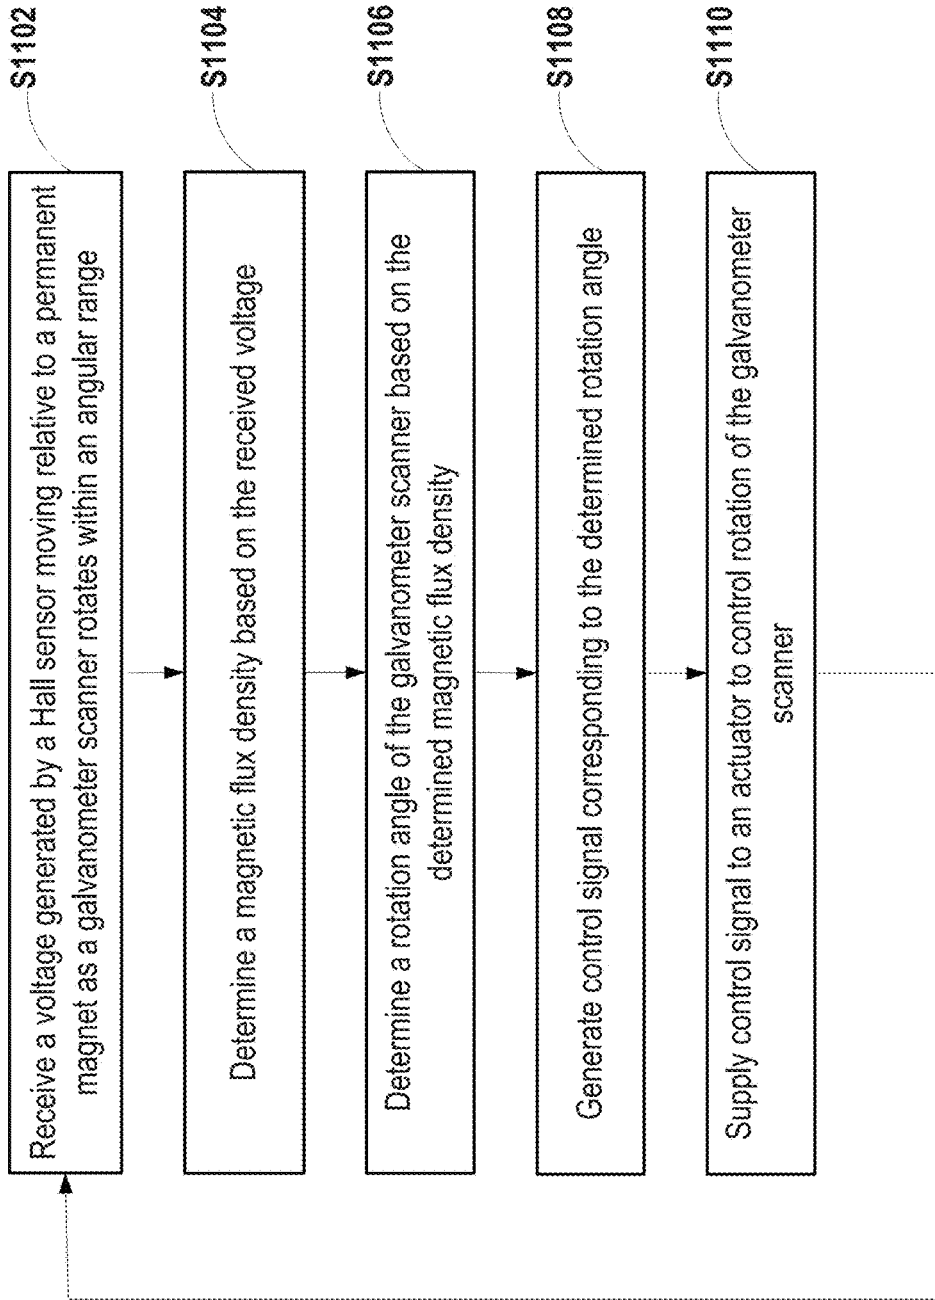 S1102
Receive a voltage generated by a Hall sensor moving relative to a permanent
magnet as a galvanometer scanner rotates within an angular range
S1104
Determine a magnetic flux density based on the received voltage
S1106
Determine a rotation angle of the galvanometer scanner based on the
determined magnetic flux density
S1108
Generate control signal corresponding to the determined rotation angle
S1110
Supply control signal to an actuator to control rotation of the galvanometer
scanner